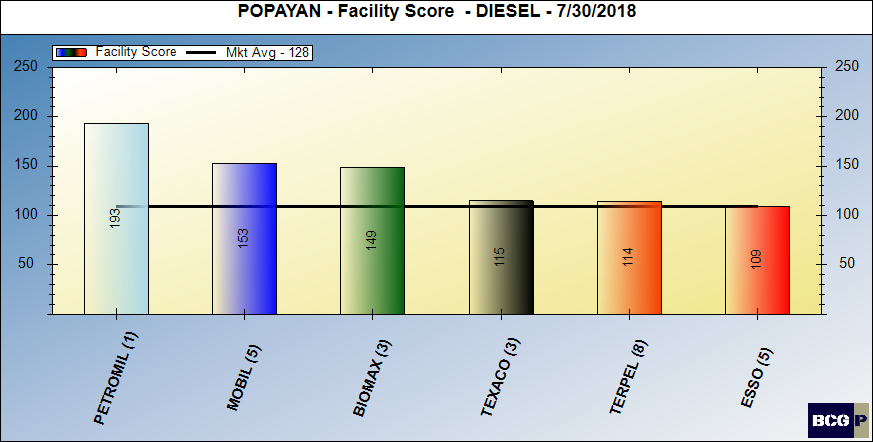 POPAYAN - Facility Score  - DIESEL - 7/30/2018
Facility Score Mkt Avg - 128
250 250
200 200
150 150
100 100
50 50
193 153 149 115 114 109
PETROMIL (1) MOBIL (5) BIOMAX (3) TEXACO (3) TERPEL (8) ESSO (5)
BCG P